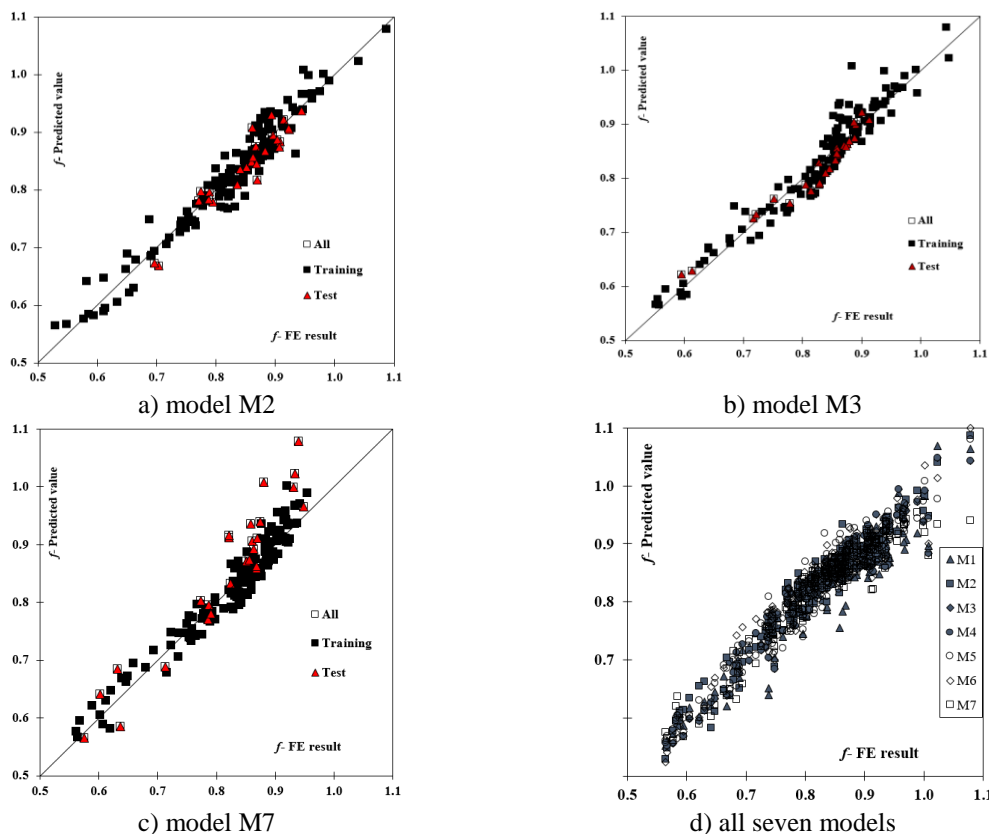 1.1
1.0
0.9
0.8
0.7
0.6
0.5
f- Predicted value
All
Training
Test
f- FE result
0.5 0.6 0.7 0.8 0.9 1.0 1.1
a) model M2
1.1
1.0
0.9
0.8
0.7
0.6
0.5
f- Predicted value
All
Training
Test
f- FE result
0.5 0.6 0.7 0.8 0.9 1.0 1.1
b) model M3
1.1
1.0
0.9
0.8
0.7
0.6
0.5
f- Predicted value
All
Training
Test
f- FE result
0.5 0.6 0.7 0.8 0.9 1.0 1.1
c) model M7
1.1
1.0
0.9
0.8
0.7
f- Predicted value
M1
M2
M3
M4
M5
M6
M7
f- FE result
0.5 0.6 0.7 0.8 0.9 1.0 1.1
d) all seven models